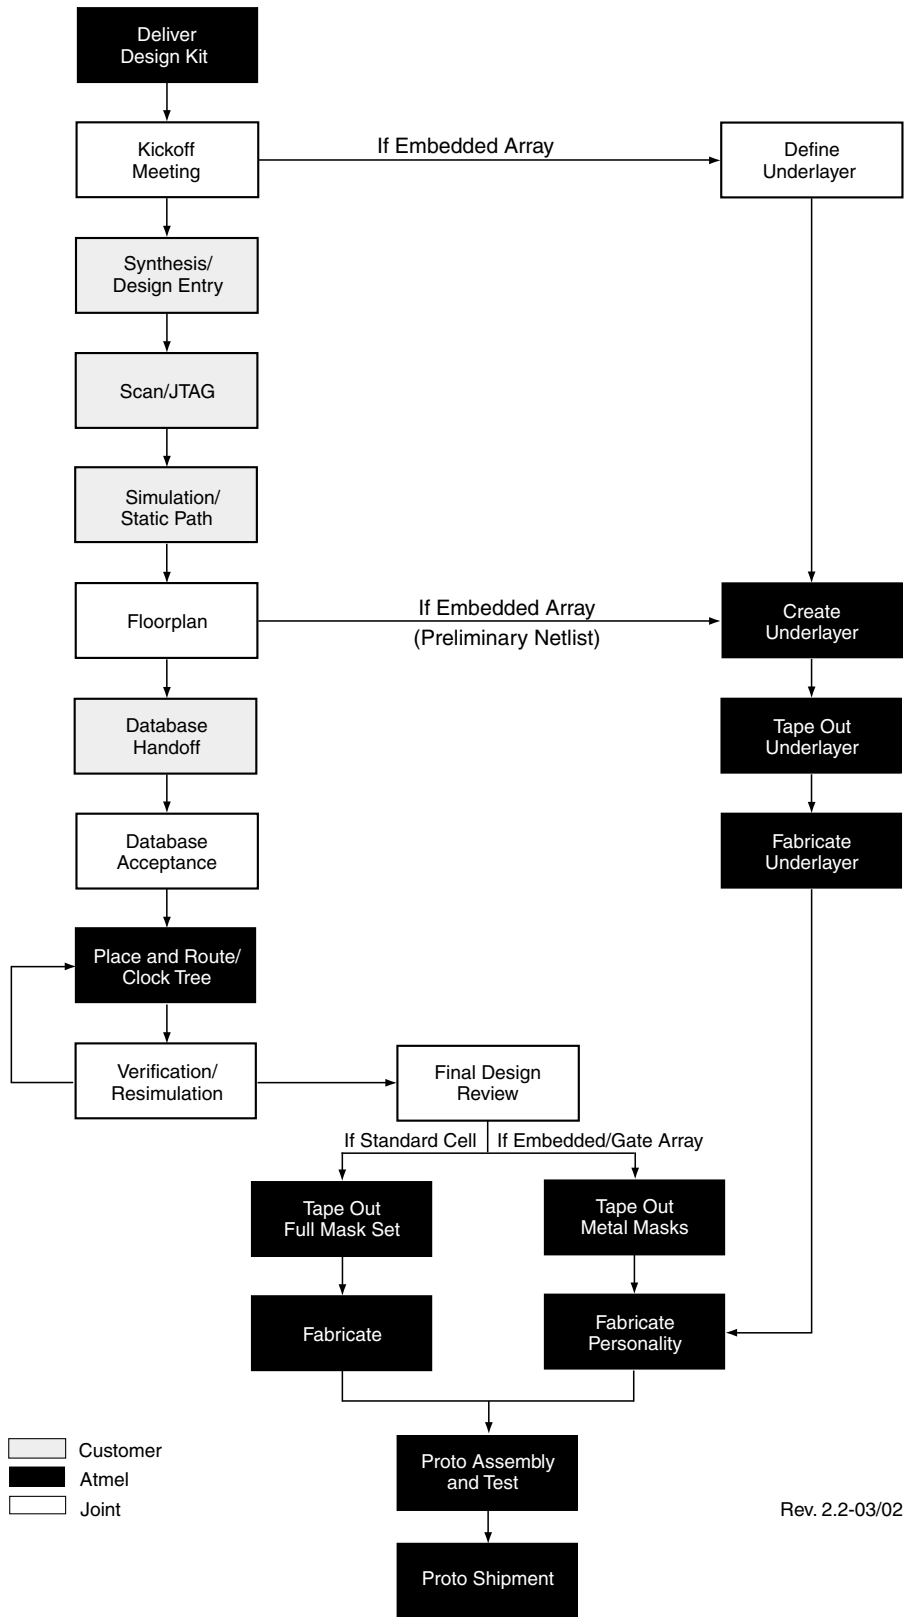 Deliver
Design Kit
Kickoff
Meeting
If Embedded Array
Define
Underlayer
Synthesis/
Design Entry
Scan/JTAG
Simulation/
Static Path
Floorplan
If Embedded Array
(Preliminary Netlist)
Create
Underlayer
Database
Handoff
Tape Out
Underlayer
Database
Acceptance
Fabricate
Underlayer
Place and Route/
Clock Tree
Verification/
Resimulation
Final Design
Review
If Standard Cell
If Embedded/Gate Array
Tape Out
Full Mask Set
Tape Out
Metal Masks
Fabricate
Fabricate
Personality
Customer
Atmel
Joint
Proto Assembly
and Test
Rev. 2.2-03/02
Proto Shipment